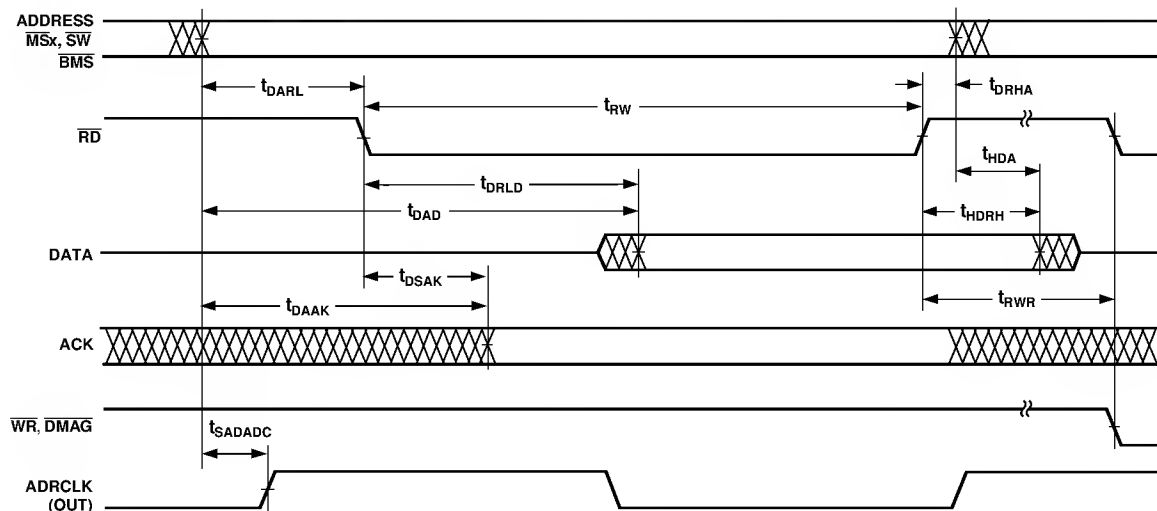 ADDRESS
MSx, SW
BMS
tDARL
tRW
tDRHA
RD
tHDA
tDRLD
tDAD
tHDRH
DATA
tDSAK
tDAAK
tRWR
ACK
WR, DMAG
tSADADC
ADRCLK
(OUT)